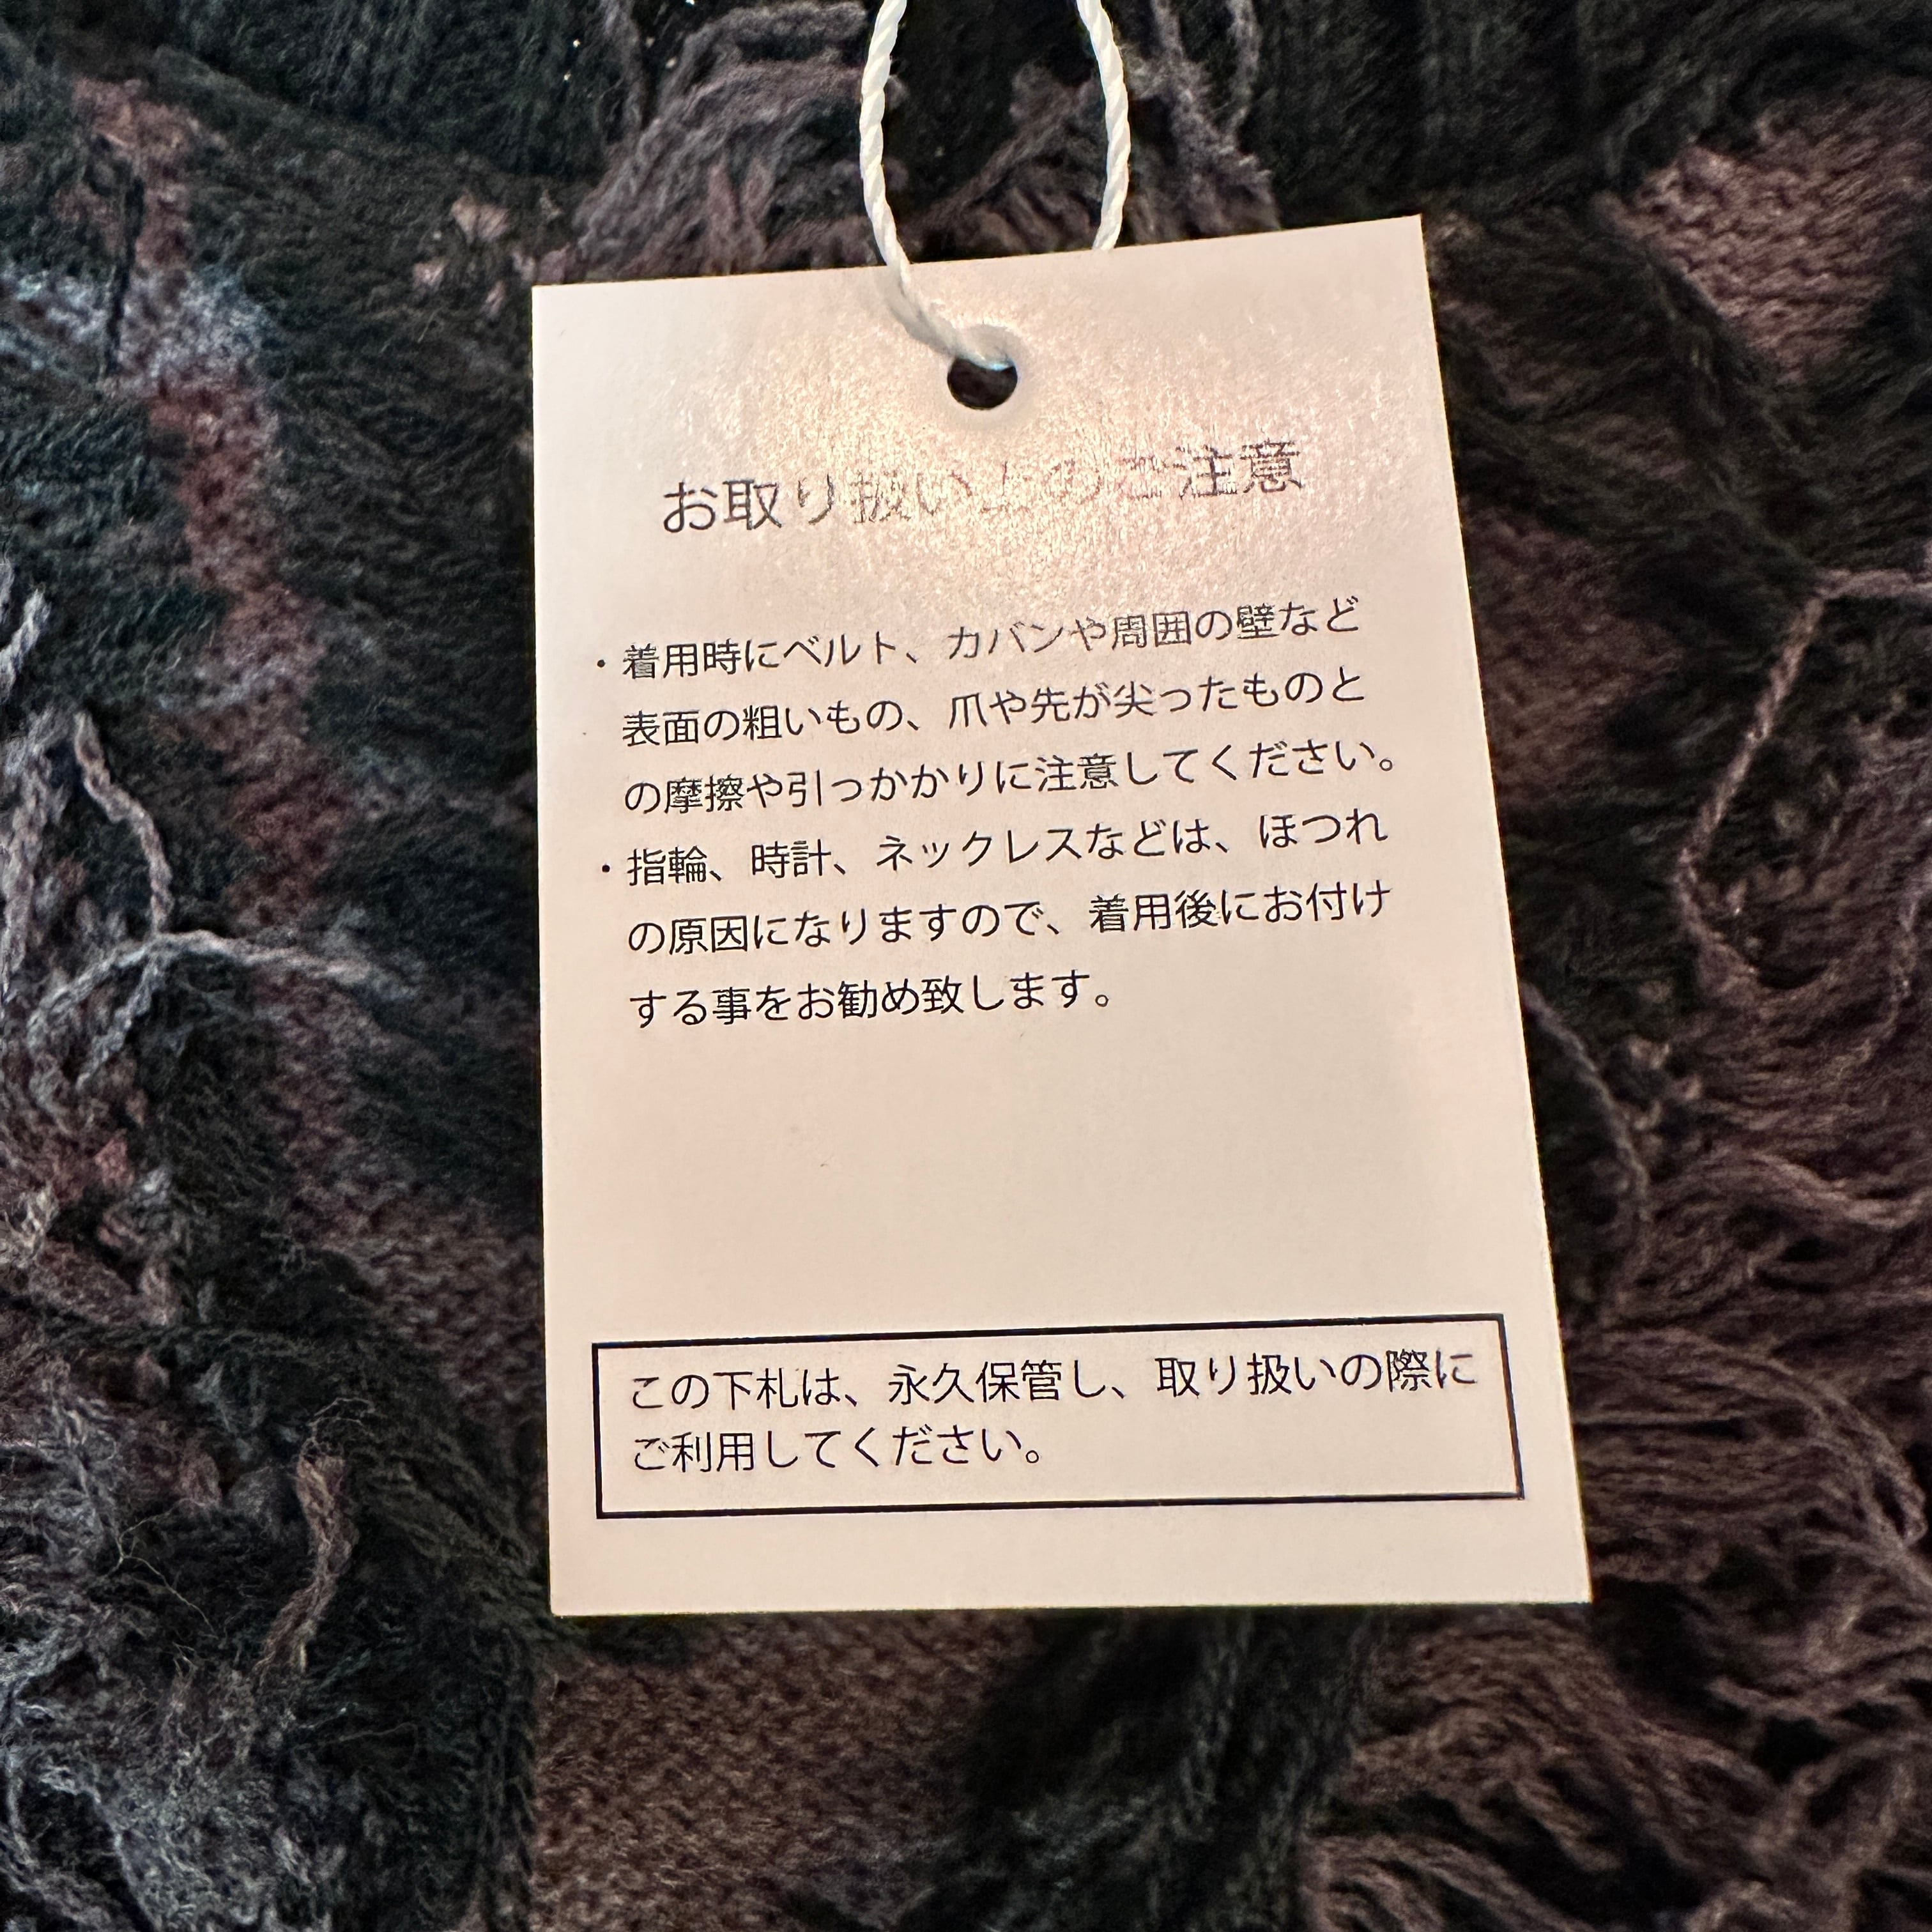 お取り扱い上のご注意
・着用時にベルト、カバンや周囲の壁など
表面の粗いもの、爪や先が尖ったものと
の摩擦や引っかかりに注意してください。
・指輪、時計、ネックレスなどは、ほつれ
の原因になりますので、着用後にお付け
する事をお勧め致します。
この下札は、永久保管し、取り扱いの際に
ご利用してください。